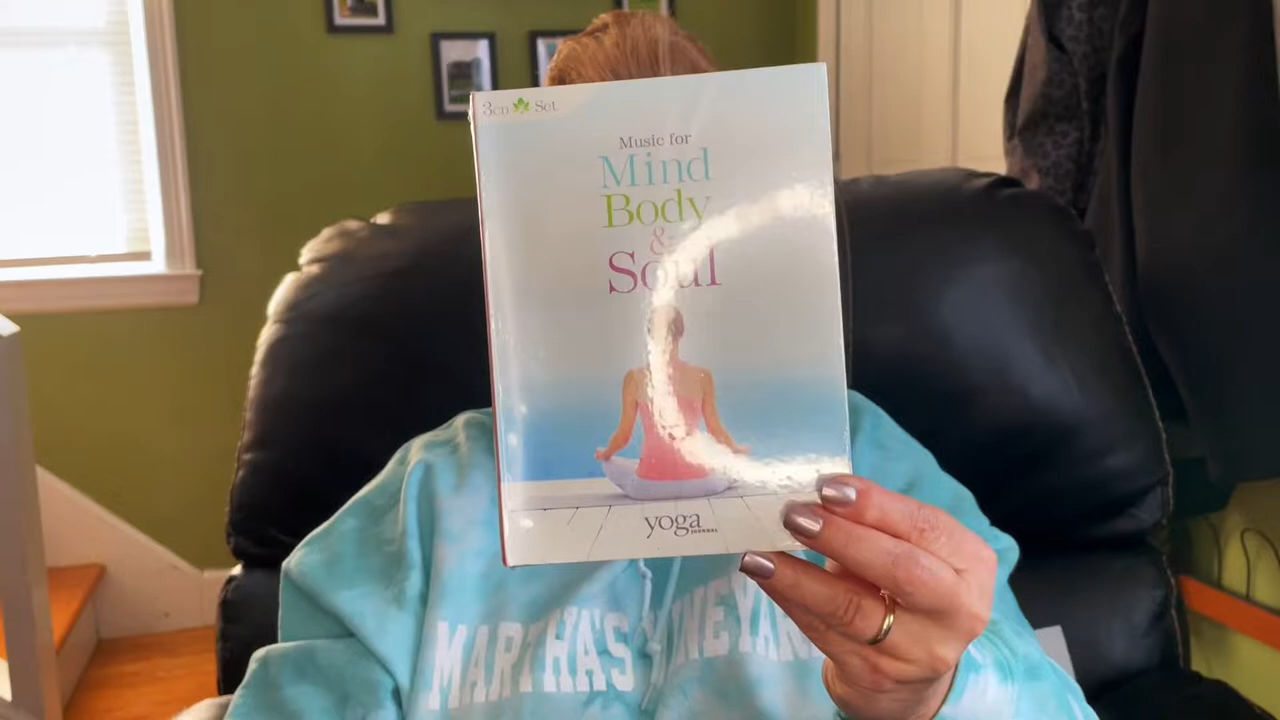 3CD Set
Music for
Mind
Body
&
Soul
yoga
JOURNAL
MARTHA'S VINEYARD